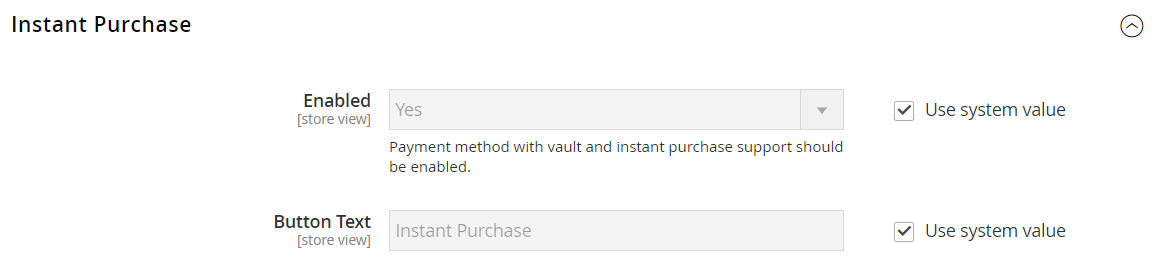 Instant Purchase
Enabled
[store view]
Yes
Use system value
Payment method with vault and instant purchase support should
be enabled.
Button Text
[store view]
Instant Purchase
Use system value